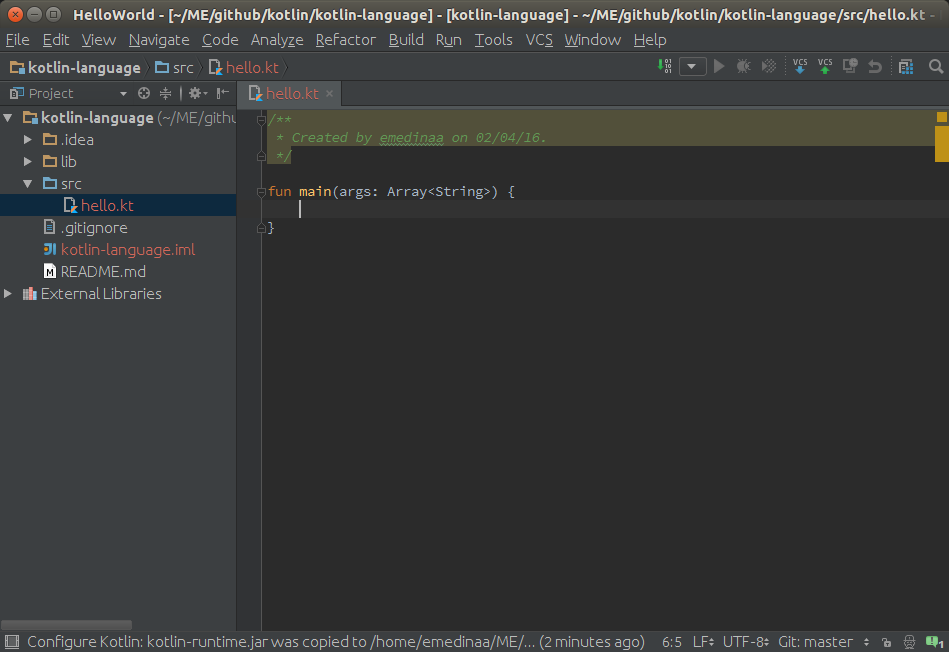 HelloWorld - [~/ME/github/kotlin/kotlin-language] - [kotlin-language] - ~/ME/github/kotlin/kotlin-language/src/hello.kt -
File Edit View Navigate Code Analyze Refactor Build Run Tools VCS Window Help
kotlin-language src hello.kt
VCS VCS
Project
hello.kt
kotlin-language (~/ME/githu
.idea
lib
src
hello.kt
.gitignore
kotlin-language.iml
README.md
External Libraries
/**
* Created by emedinaa on 02/04/16.
*/
fun main(args: Array<String>) {
}
Configure Kotlin: kotlin-runtime.jar was copied to /home/emedinaa/ME/... (2 minutes ago) 6:5 LF UTF-8 Git: master 1